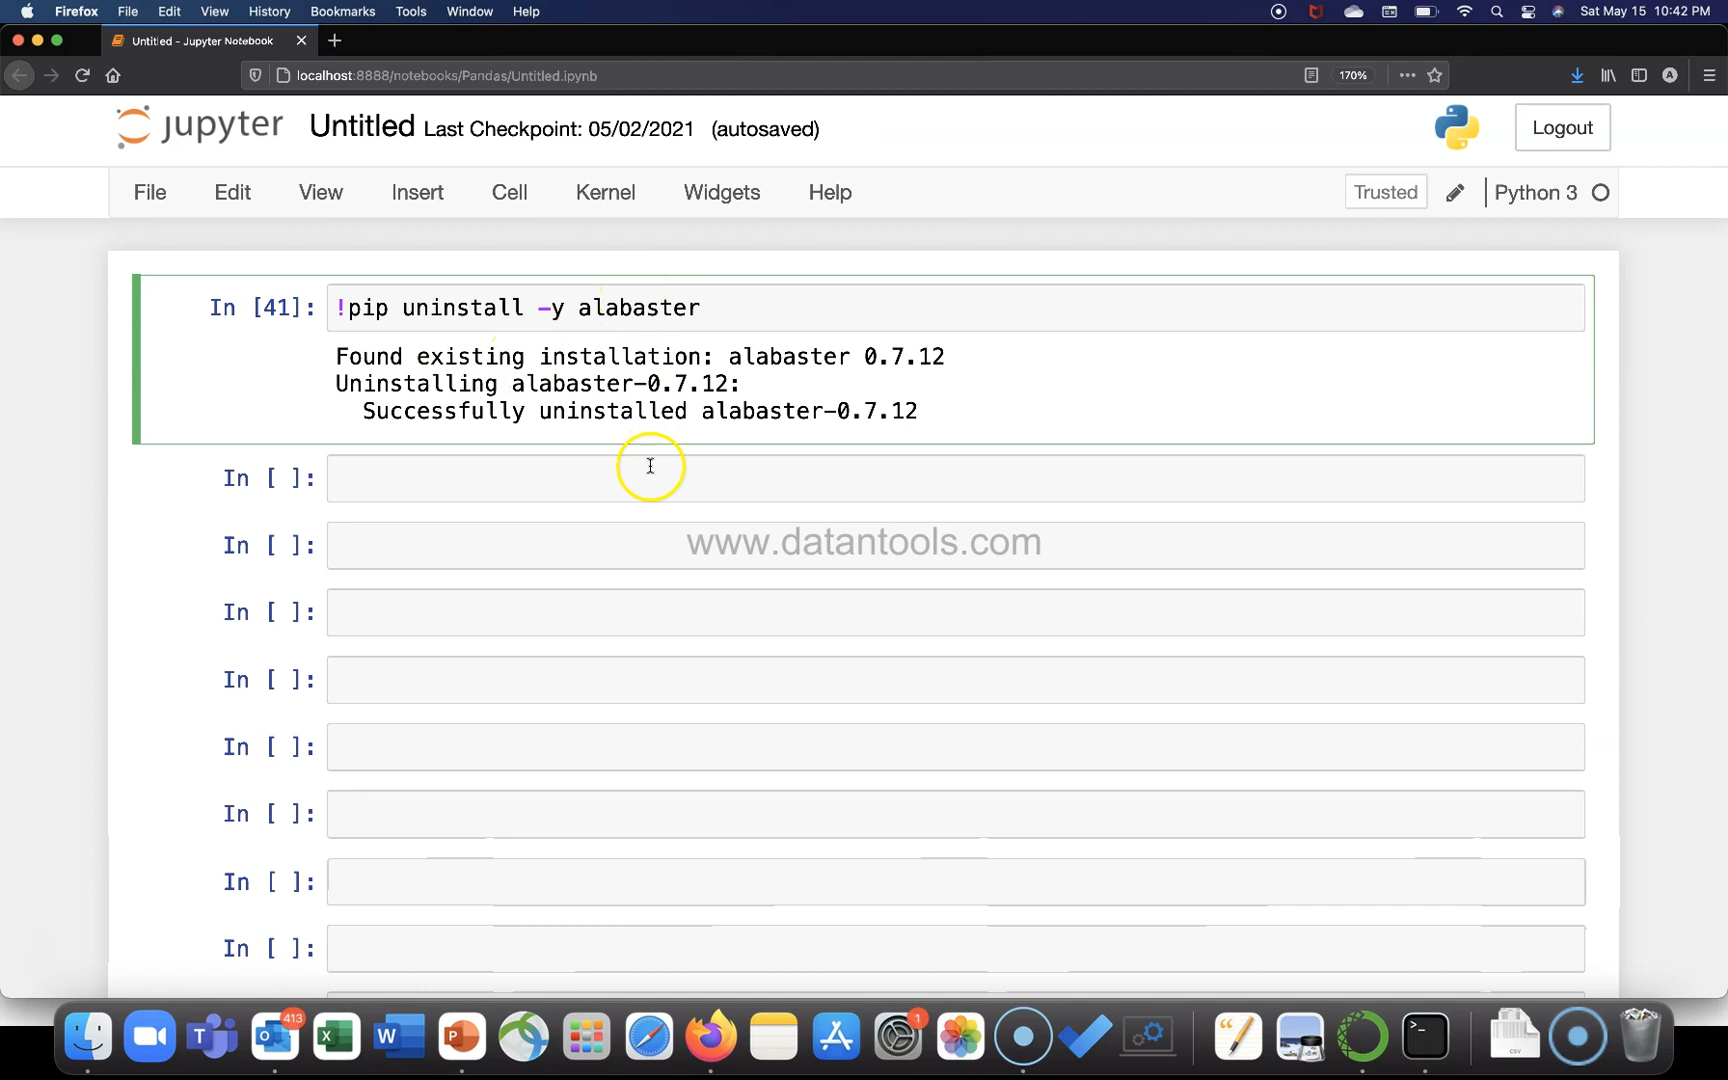 Firefox File Edit View History Bookmarks Tools Window Help Sat May 15 10:42 PM
Untitled - Jupyter Notebook
localhost:8888/notebooks/Pandas/Untitled.ipynb 170% A
jupyter Untitled Last Checkpoint: 05/02/2021 (autosaved) Logout
File Edit View Insert Cell Kernel Widgets Help Trusted Python 3
In [41]: !pip uninstall -y alabaster
Found existing installation: alabaster 0.7.12
Uninstalling alabaster-0.7.12:
Successfully uninstalled alabaster-0.7.12
In [ ]:
In [ ]:
www.datantools.com
In [ ]:
In [ ]:
In [ ]:
In [ ]:
In [ ]:
In [ ]:
413
1
T
X
W
P
>_
CSV